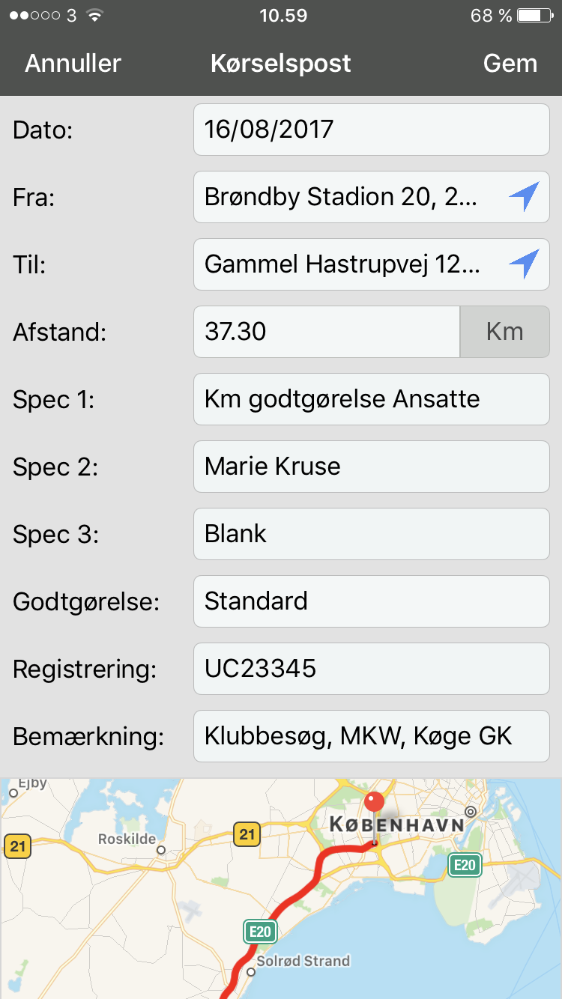 3 10.59 68 %
Annuller Kørselspost Gem
Dato: 16/08/2017
Fra: Brøndby Stadion 20, 2...
Til: Gammel Hastrupvej 12...
Afstand: 37.30 Km
Spec 1: Km godtgørelse Ansatte
Spec 2: Marie Kruse
Spec 3: Blank
Godtgørelse: Standard
Registrering: UC23345
Bemærkning: Klubbesøg, MKW, Køge GK
Ejby
KØBENHAVN
21
Roskilde
21
E20
E20
Solrød Strand